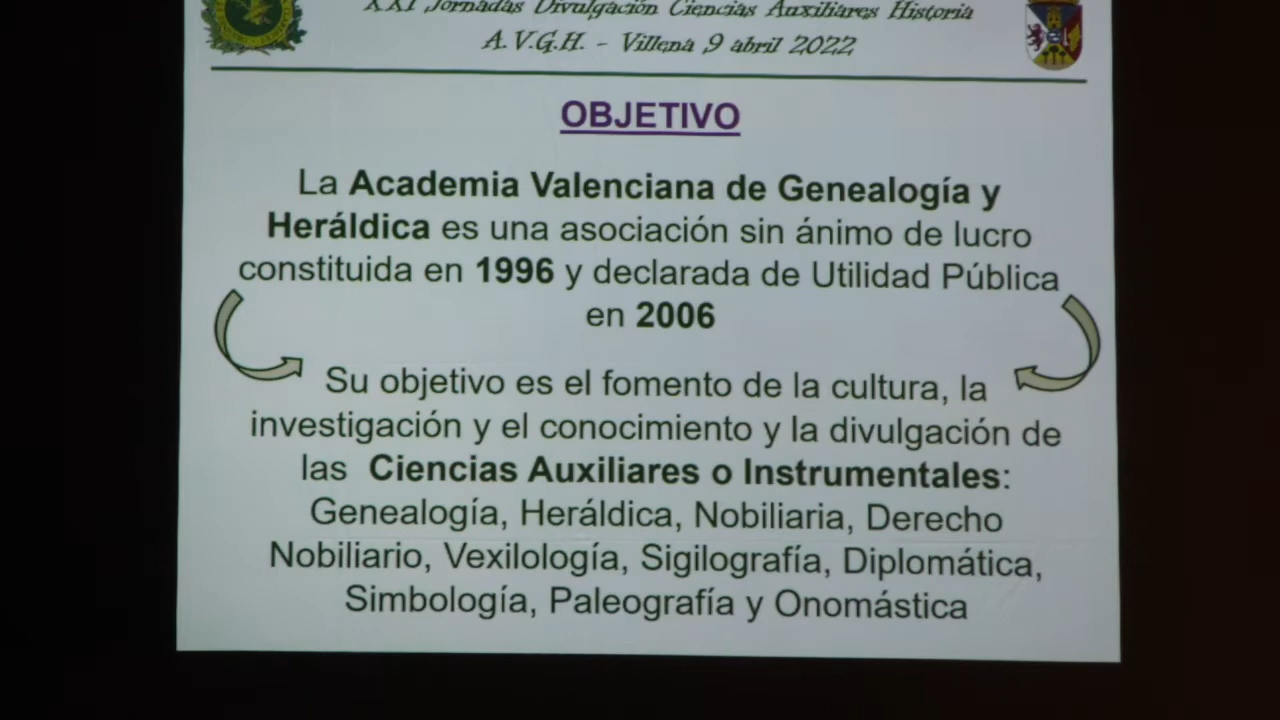 XXI Jornadas Divulgación Ciencias Auxiliares Historia
A.V.G.H. - Villena 9 abril 2022
OBJETIVO
La Academia Valenciana de Genealogía y
Heráldica es una asociación sin ánimo de lucro
constituida en 1996 y declarada de Utilidad Pública
en 2006
Su objetivo es el fomento de la cultura, la
investigación y el conocimiento y la divulgación de
las Ciencias Auxiliares o Instrumentales:
Genealogía, Heráldica, Nobiliaria, Derecho
Nobiliario, Vexilología, Sigilografía, Diplomática,
Simbología, Paleografía y Onomástica